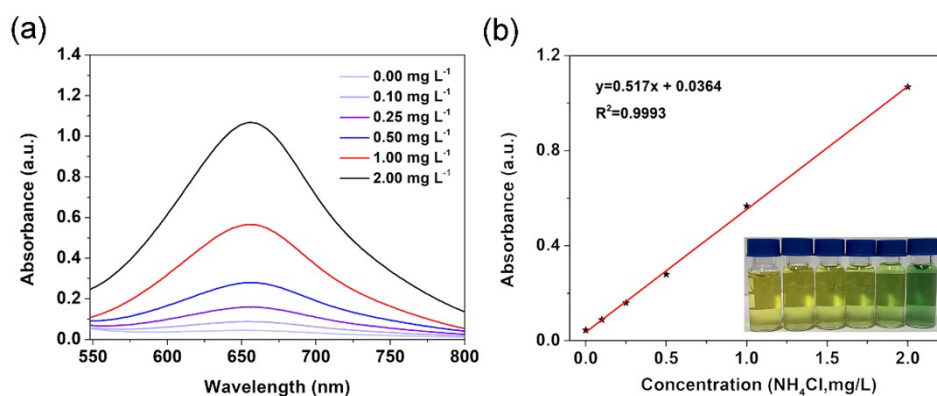 (a)
1.4
1.2
1.0
0.8
0.6
0.4
0.2
0.0
Absorbance (a.u.)
0.00 mg L⁻¹
0.10 mg L⁻¹
0.25 mg L⁻¹
0.50 mg L⁻¹
1.00 mg L⁻¹
2.00 mg L⁻¹
550 600 650 700 750 800
Wavelength (nm)
(b)
1.2
0.8
0.4
0.0
Absorbance (a.u.)
y=0.517x + 0.0364
R²=0.9993
0.0 0.5 1.0 1.5 2.0
Concentration (NH₄Cl,mg/L)